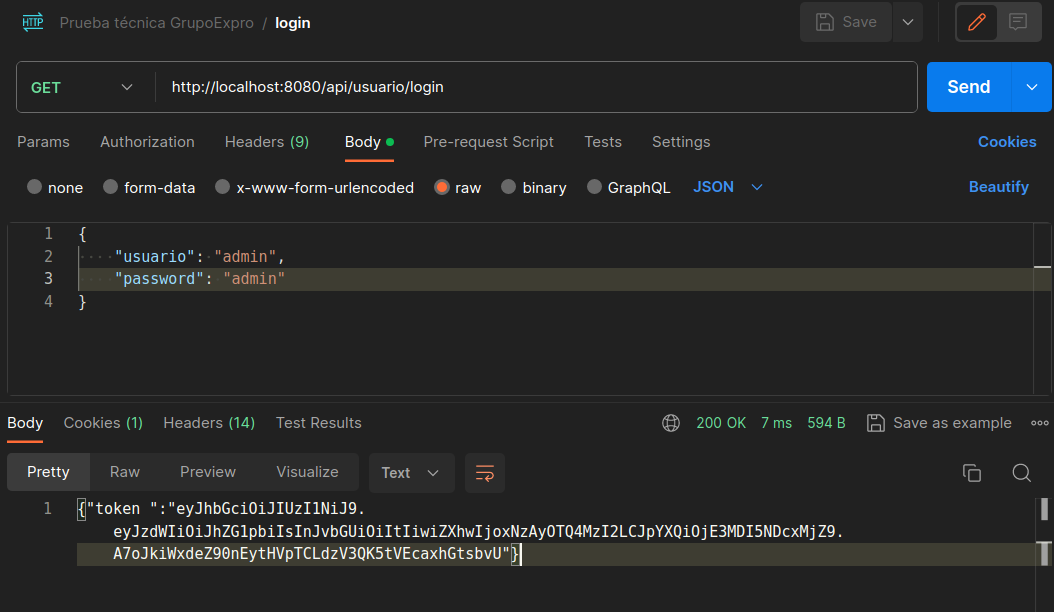 HTTP Prueba técnica GrupoExpro / login Save
GET http://localhost:8080/api/usuario/login Send
Params Authorization Headers (9) Body Pre-request Script Tests Settings Cookies
none form-data x-www-form-urlencoded raw binary GraphQL JSON Beautify
1 {
2 "usuario": "admin",
3 "password": "admin"
4 }
Body Cookies (1) Headers (14) Test Results 200 OK 7 ms 594 B Save as example
Pretty Raw Preview Visualize Text
1 {"token ":"eyJhbGciOiJIUzI1NiJ9.
eyJzdWIiOiJhZG1pbiIsInJvbGUiOiItIiwiZXhwIjoxNzAyOTQ4MzI2LCJpYXQiOjE3MDI5NDcxMjZ9.
A7oJkiWxdeZ90nEytHVpTCLdzV3QK5tVEcaxhGtsbvU"}